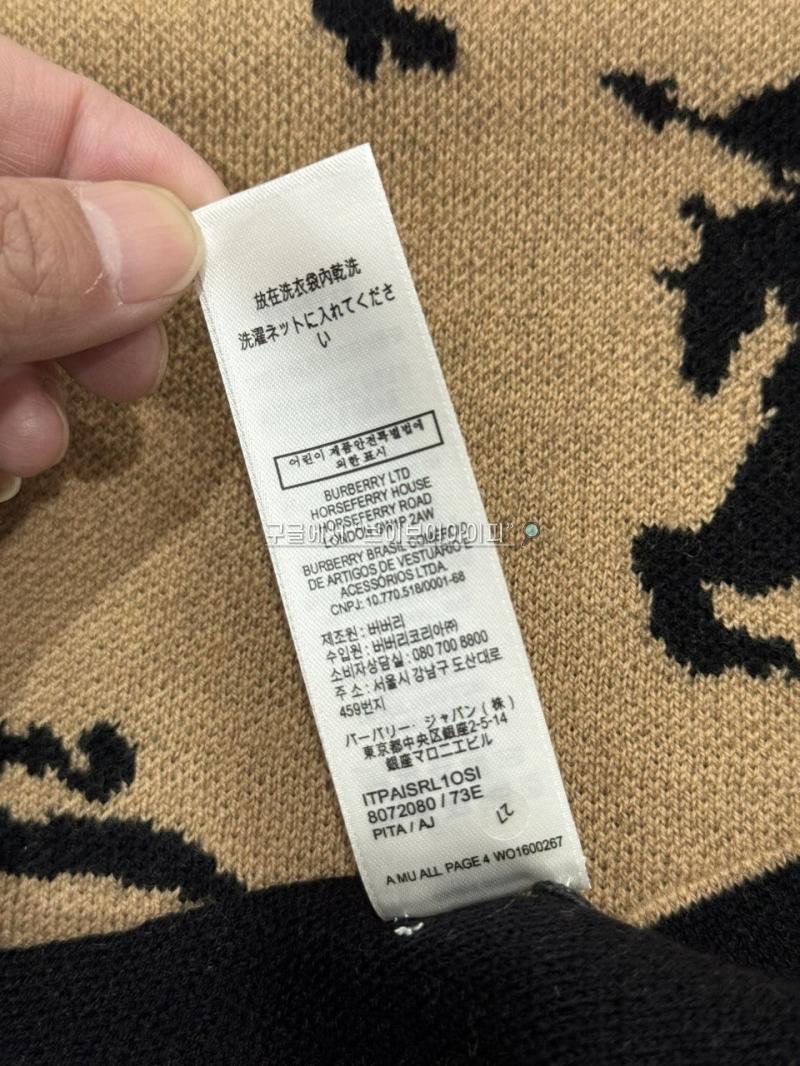 放在洗衣袋內乾洗
洗濯ネットに入れてくださ
い
어린이 제품안전특별법에
의한 표시
BURBERRY LTD
HORSEFERRY HOUSE
HORSEFERRY ROAD
LONDON SW1P 2AW
BURBERRY BRASIL COMÉRCIO
DE ARTIGOS DE VESTUÁRIO E
ACESSÓRIOS LTDA.
CNPJ: 10.770.518/0001-68
제조원 : 버버리
수입원 : 버버리코리아㈜
소비자상담실 : 080 700 8800
주 소 : 서울시 강남구 도산대로
459번지
バーバリー・ジャパン(株)
東京都中央区銀座2-5-14
銀座マロニエビル
ITPAISRL1OSI
8072080 / 73E
PITA / AJ
27
A MU ALL PAGE 4 WO1600267